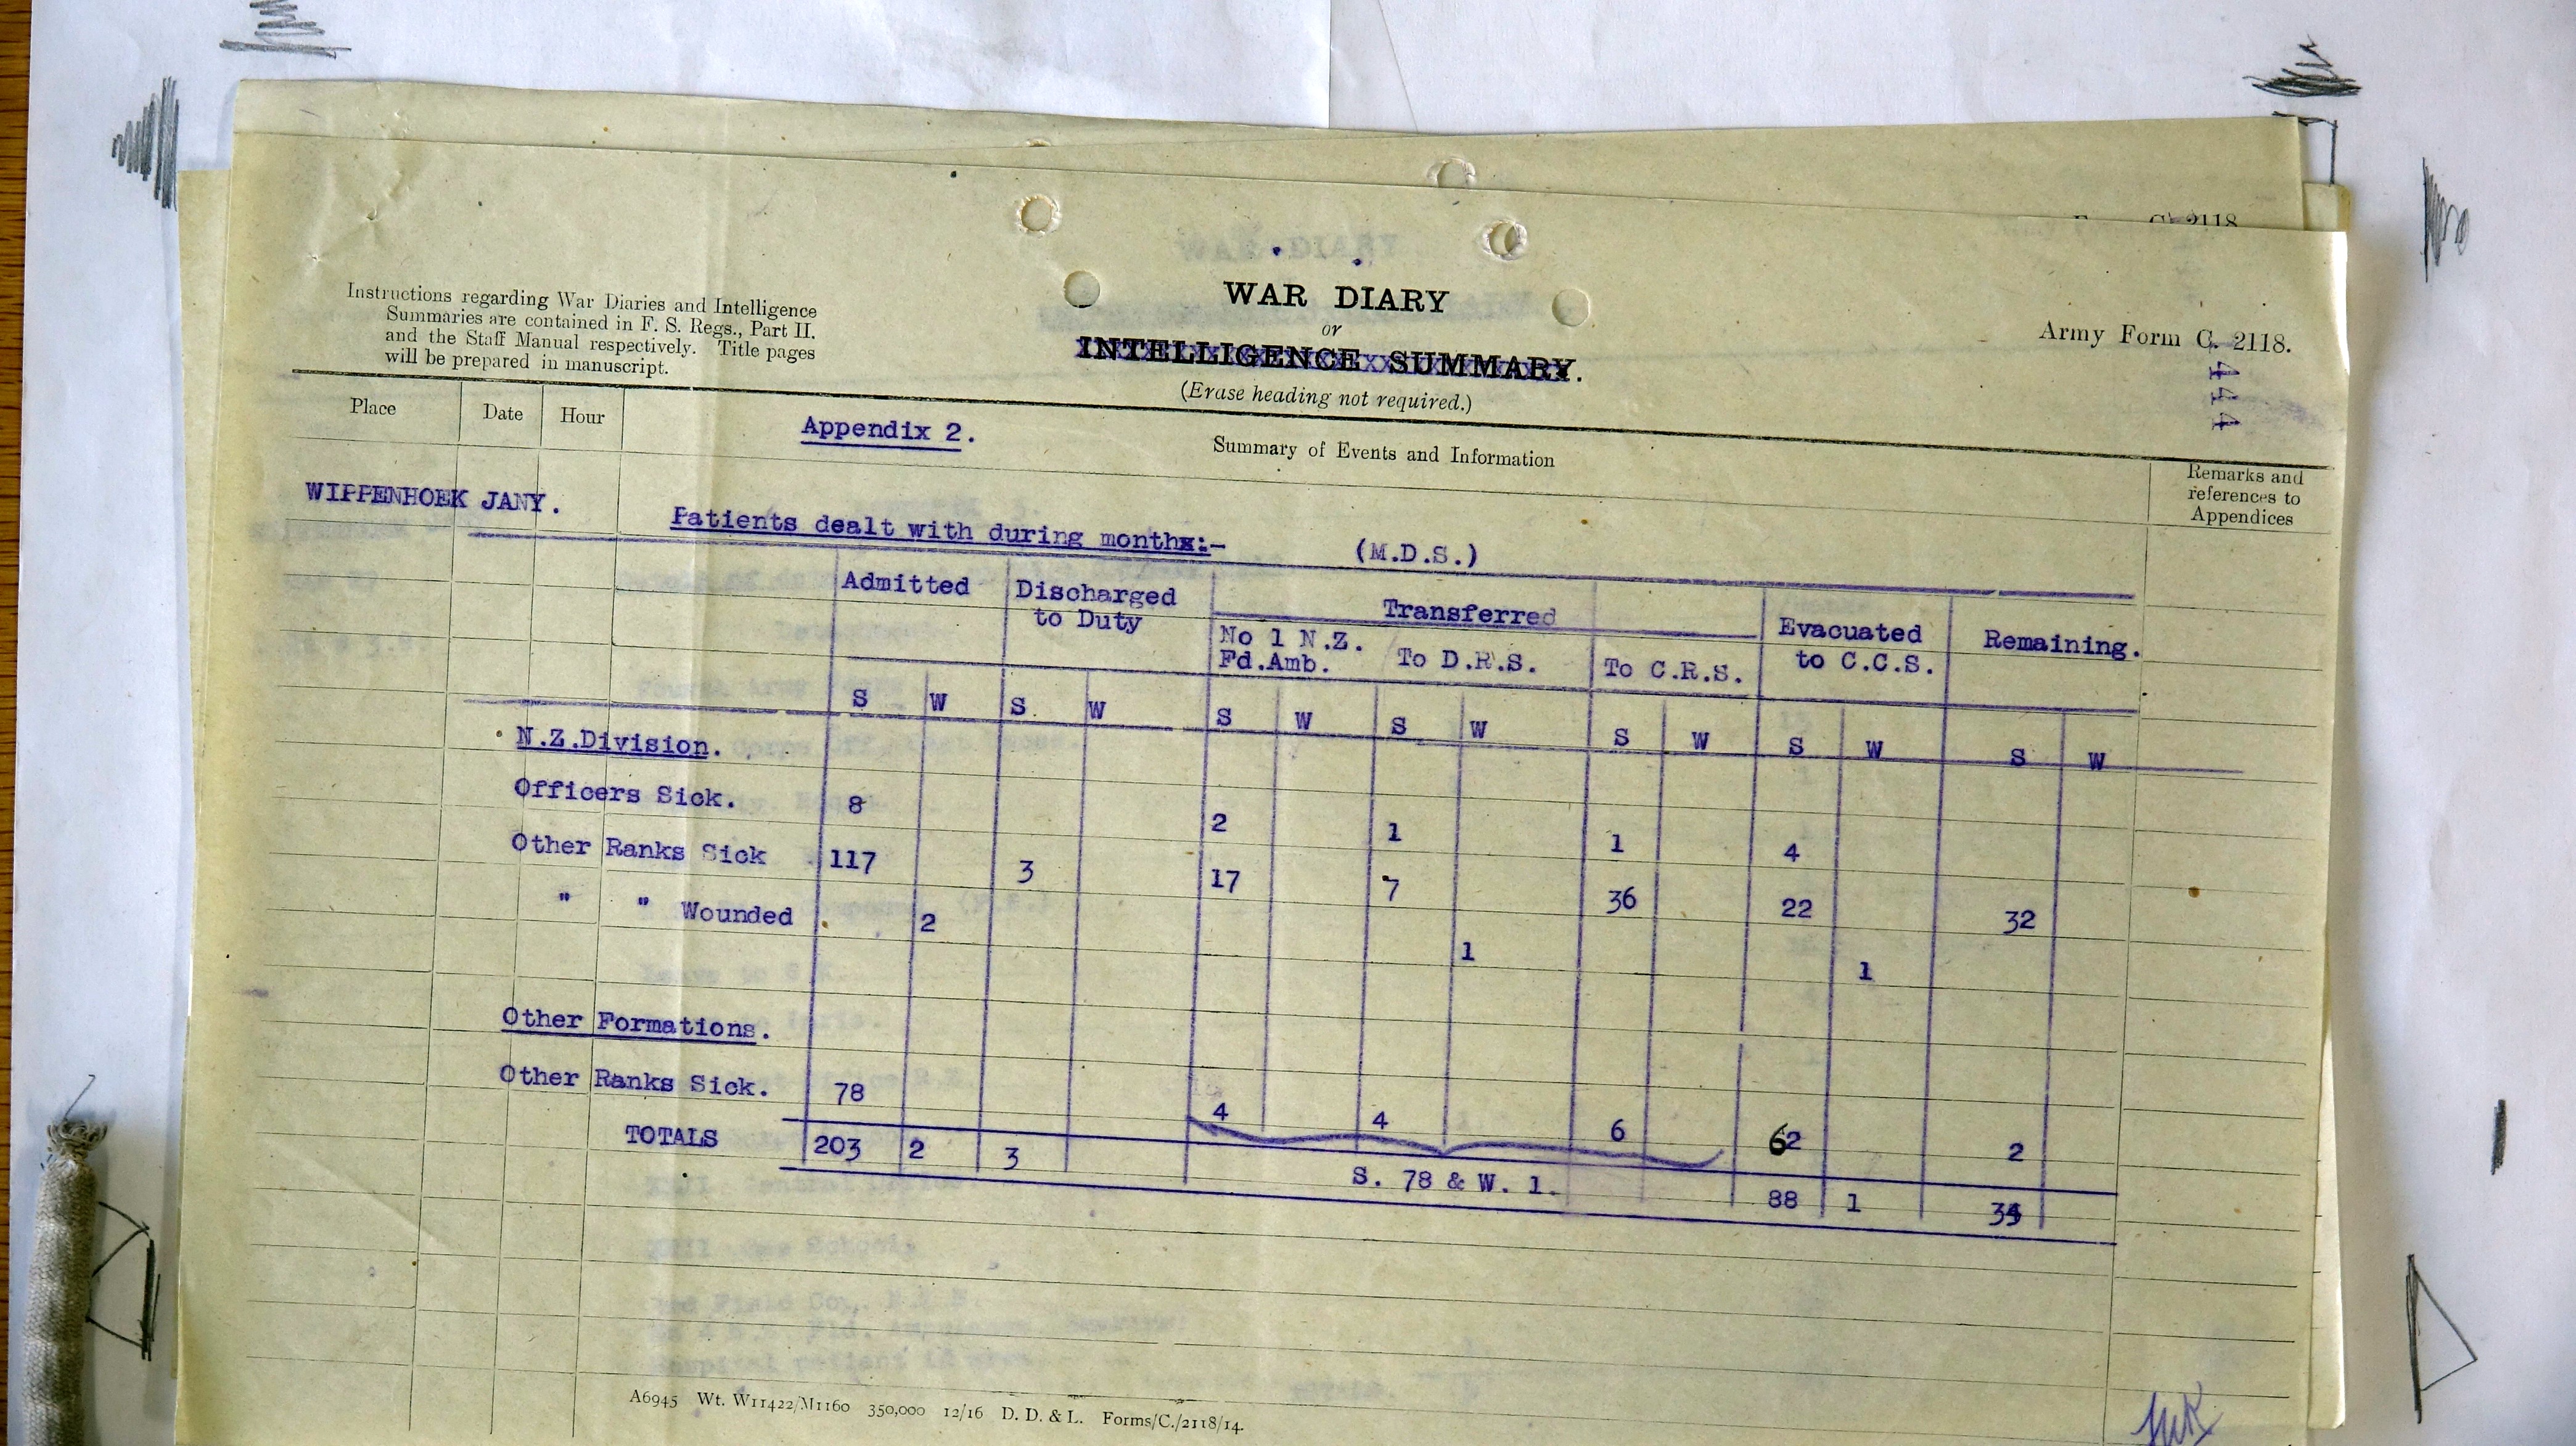 C. 2118
WAR DIARY
or
INTELLIGENCE SUMMARY.
(Erase heading not required.)
Instructions regarding War Diaries and Intelligence
Summaries are contained in F. S. Regs., Part II.
and the Staff Manual respectively. Title pages
will be prepared in manuscript.
Army Form C. 2118.
444
Place Date Hour Appendix 2. Summary of Events and Information Remarks and
references to
Appendices
WIPPENHOEK JANY.
Patients dealt with during month:- (M.D.S.)
Admitted Discharged Transferred Evacuated Remaining.
to Duty No 1 N.Z. To D.R.S. To C.R.S. to C.C.S.
Fd.Amb.
S W S W S W S W S W S W S W
N.Z.Division.
Officers Sick. 8 2 1 1 4
Other Ranks Sick 117 3 17 7 36 22 32
" " Wounded 2 1 1
Other Formations.
Other Ranks Sick. 78 4 4 6 62 2
TOTALS 203 2 3 S. 78 & W. 1. 88 1 34
A6945 Wt. W11422/M1160 350,000 12/16 D. D. & L. Forms/C./2118/14.